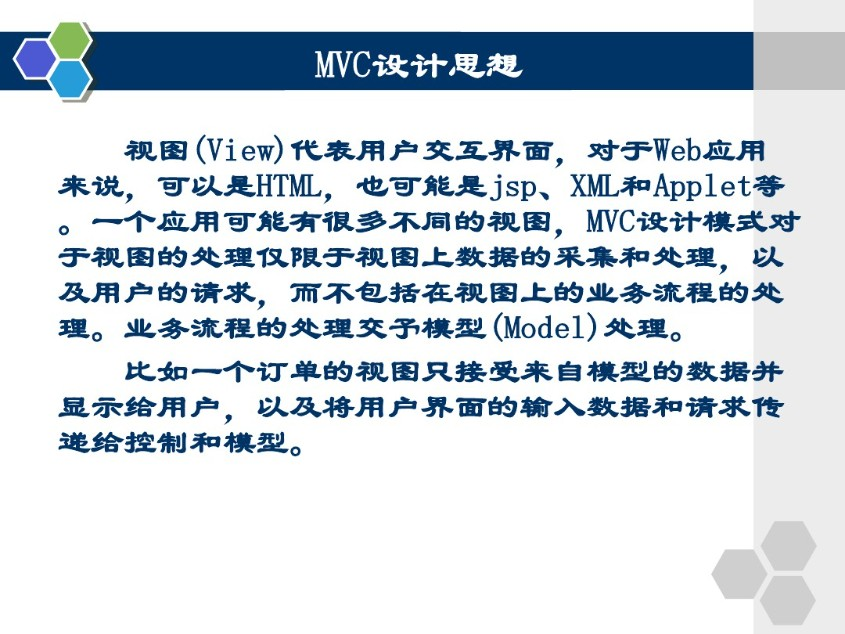 MVC设计思想
视图(View)代表用户交互界面，对于Web应用
来说，可以是HTML，也可能是jsp、XML和Applet等
。一个应用可能有很多不同的视图，MVC设计模式对
于视图的处理仅限于视图上数据的采集和处理，以
及用户的请求，而不包括在视图上的业务流程的处
理。业务流程的处理交予模型(Model)处理。
比如一个订单的视图只接受来自模型的数据并
显示给用户，以及将用户界面的输入数据和请求传
递给控制和模型。